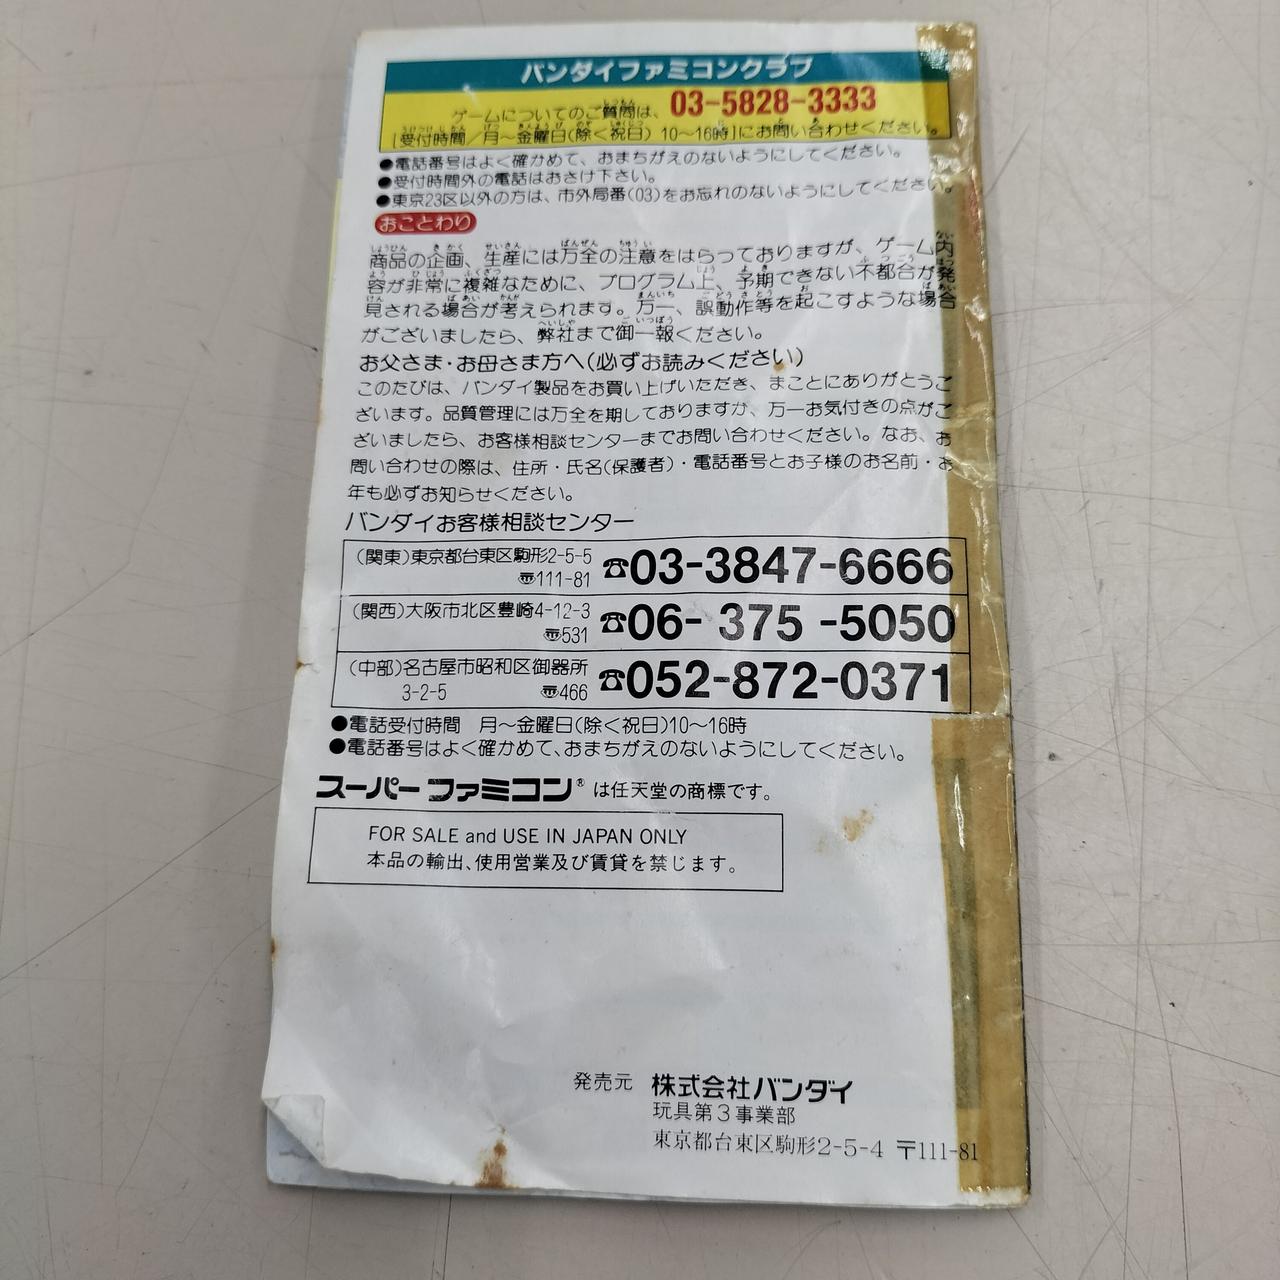 バンダイファミコンクラブ
ゲームについてのご質問は、 03-5828-3333
[受付時間/月〜金曜日(除く祝日) 10〜16時]にお問い合わせください。
●電話番号はよく確かめて、おまちがえのないようにしてください。
●受付時間外の電話はおさけ下さい。
●東京23区以外の方は、市外局番(03)をお忘れのないようにしてください。
おことわり
商品の企画、生産には万全の注意をはらっておりますが、ゲーム内
容が非常に複雑なために、プログラム上、予期できない不都合が発
見される場合が考えられます。万一、誤動作等を起こすような場合
がございましたら、弊社まで御一報ください。
お父さま・お母さま方へ(必ずお読みください)
このたびは、バンダイ製品をお買い上げいただき、まことにありがとうご
ざいます。品質管理には万全を期しておりますが、万一お気付きの点がご
ざいましたら、お客様相談センターまでお問い合わせください。なお、お
問い合わせの際は、住所・氏名(保護者)・電話番号とお子様のお名前・お
年も必ずお知らせください。
バンダイお客様相談センター
(関東)東京都台東区駒形2-5-5
〠111-81 ☎03-3847-6666
(関西)大阪市北区豊崎4-12-3
〠531 ☎06- 375 -5050
(中部)名古屋市昭和区御器所
3-2-5 〠466 ☎052-872-0371
●電話受付時間 月〜金曜日(除く祝日)10〜16時
●電話番号はよく確かめて、おまちがえのないようにしてください。
スーパーファミコン® は任天堂の商標です。
FOR SALE and USE IN JAPAN ONLY
本品の輸出、使用営業及び賃貸を禁じます。
発売元 株式会社バンダイ
玩具第3事業部
東京都台東区駒形2-5-4 〒111-81